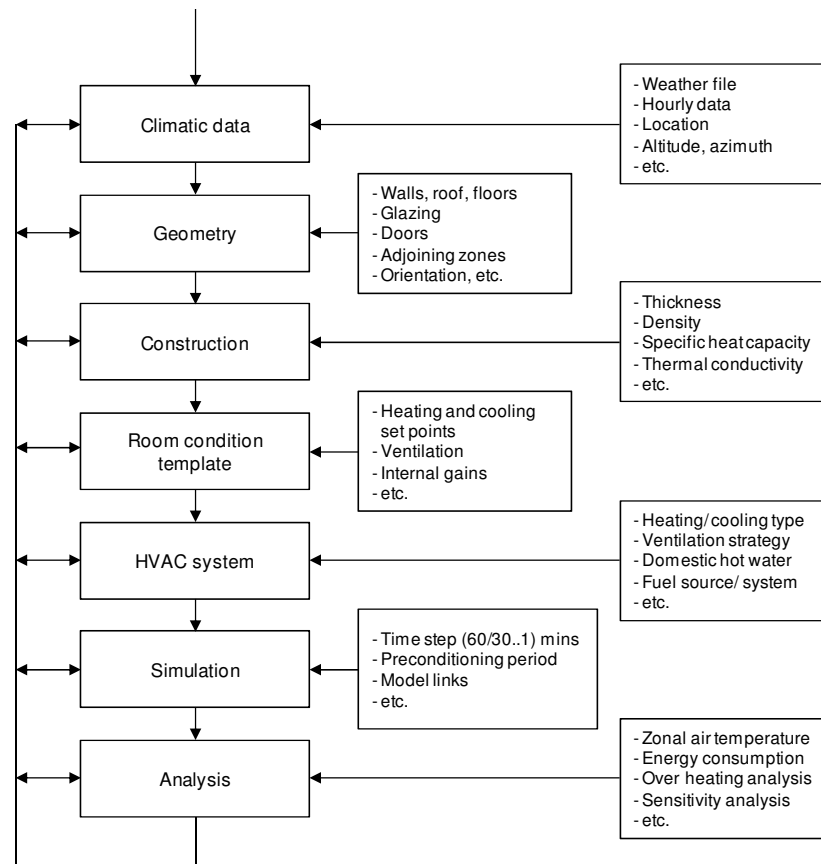 Climatic data
- Weather file
- Hourly data
- Location
- Altitude, azimuth
- etc.
Geometry
- Walls, roof, floors
- Glazing
- Doors
- Adjoining zones
- Orientation, etc.
Construction
- Thickness
- Density
- Specific heat capacity
- Thermal conductivity
- etc.
Room condition
template
- Heating and cooling
set points
- Ventilation
- Internal gains
- etc.
HVAC system
- Heating/ cooling type
- Ventilation strategy
- Domestic hot water
- Fuel source/ system
- etc.
Simulation
- Time step (60/30..1) mins
- Preconditioning period
- Model links
- etc.
Analysis
- Zonal air temperature
- Energy consumption
- Over heating analysis
- Sensitivity analysis
- etc.